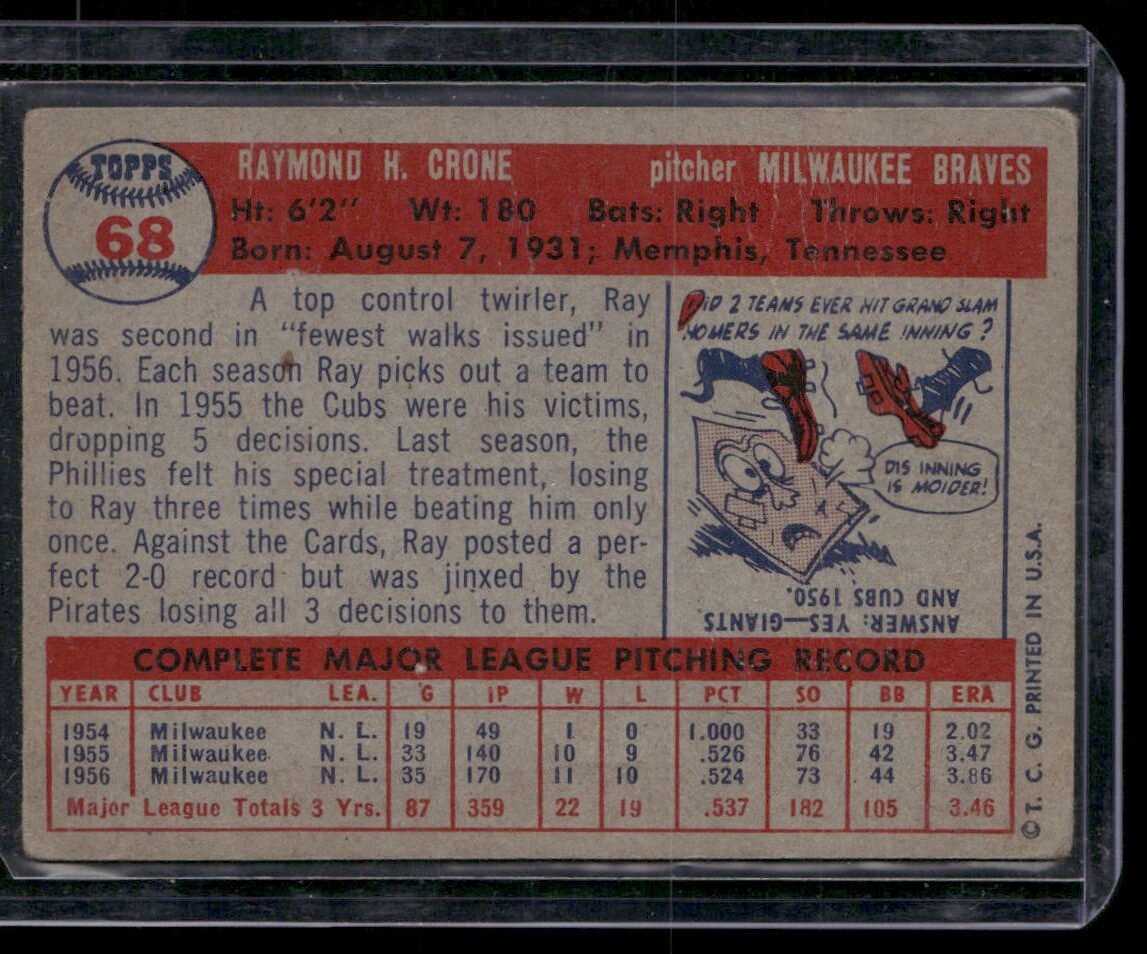 TOPPS
68
RAYMOND H. CRONE pitcher MILWAUKEE BRAVES
Ht: 6'2" Wt: 180 Bats: Right Throws: Right
Born: August 7, 1931; Memphis, Tennessee
A top control twirler, Ray
was second in "fewest walks issued" in
1956. Each season Ray picks out a team to
beat. In 1955 the Cubs were his victims,
dropping 5 decisions. Last season, the
Phillies felt his special treatment, losing
to Ray three times while beating him only
once. Against the Cards, Ray posted a per-
fect 2-0 record but was jinxed by the
Pirates losing all 3 decisions to them.
DID 2 TEAMS EVER HIT GRAND SLAM
HOMERS IN THE SAME INNING?
DIS INNING
IS MOIDER!
ANSWER: YES—GIANTS
AND CUBS 1950.
COMPLETE MAJOR LEAGUE PITCHING RECORD
YEAR CLUB LEA. G IP W L PCT SO BB ERA
1954 Milwaukee N. L. 19 49 1 0 1.000 33 19 2.02
1955 Milwaukee N. L. 33 140 10 9 .526 76 42 3.47
1956 Milwaukee N. L. 35 170 11 10 .524 73 44 3.86
Major League Totals 3 Yrs. 87 359 22 19 .537 182 105 3.46
© T. C. G. PRINTED IN U.S.A.